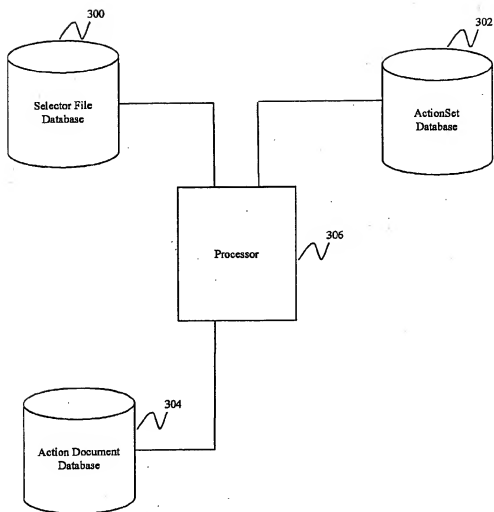 300
302
Selector File
Database
ActionSet
Database
Processor
306
304
Action Document
Database